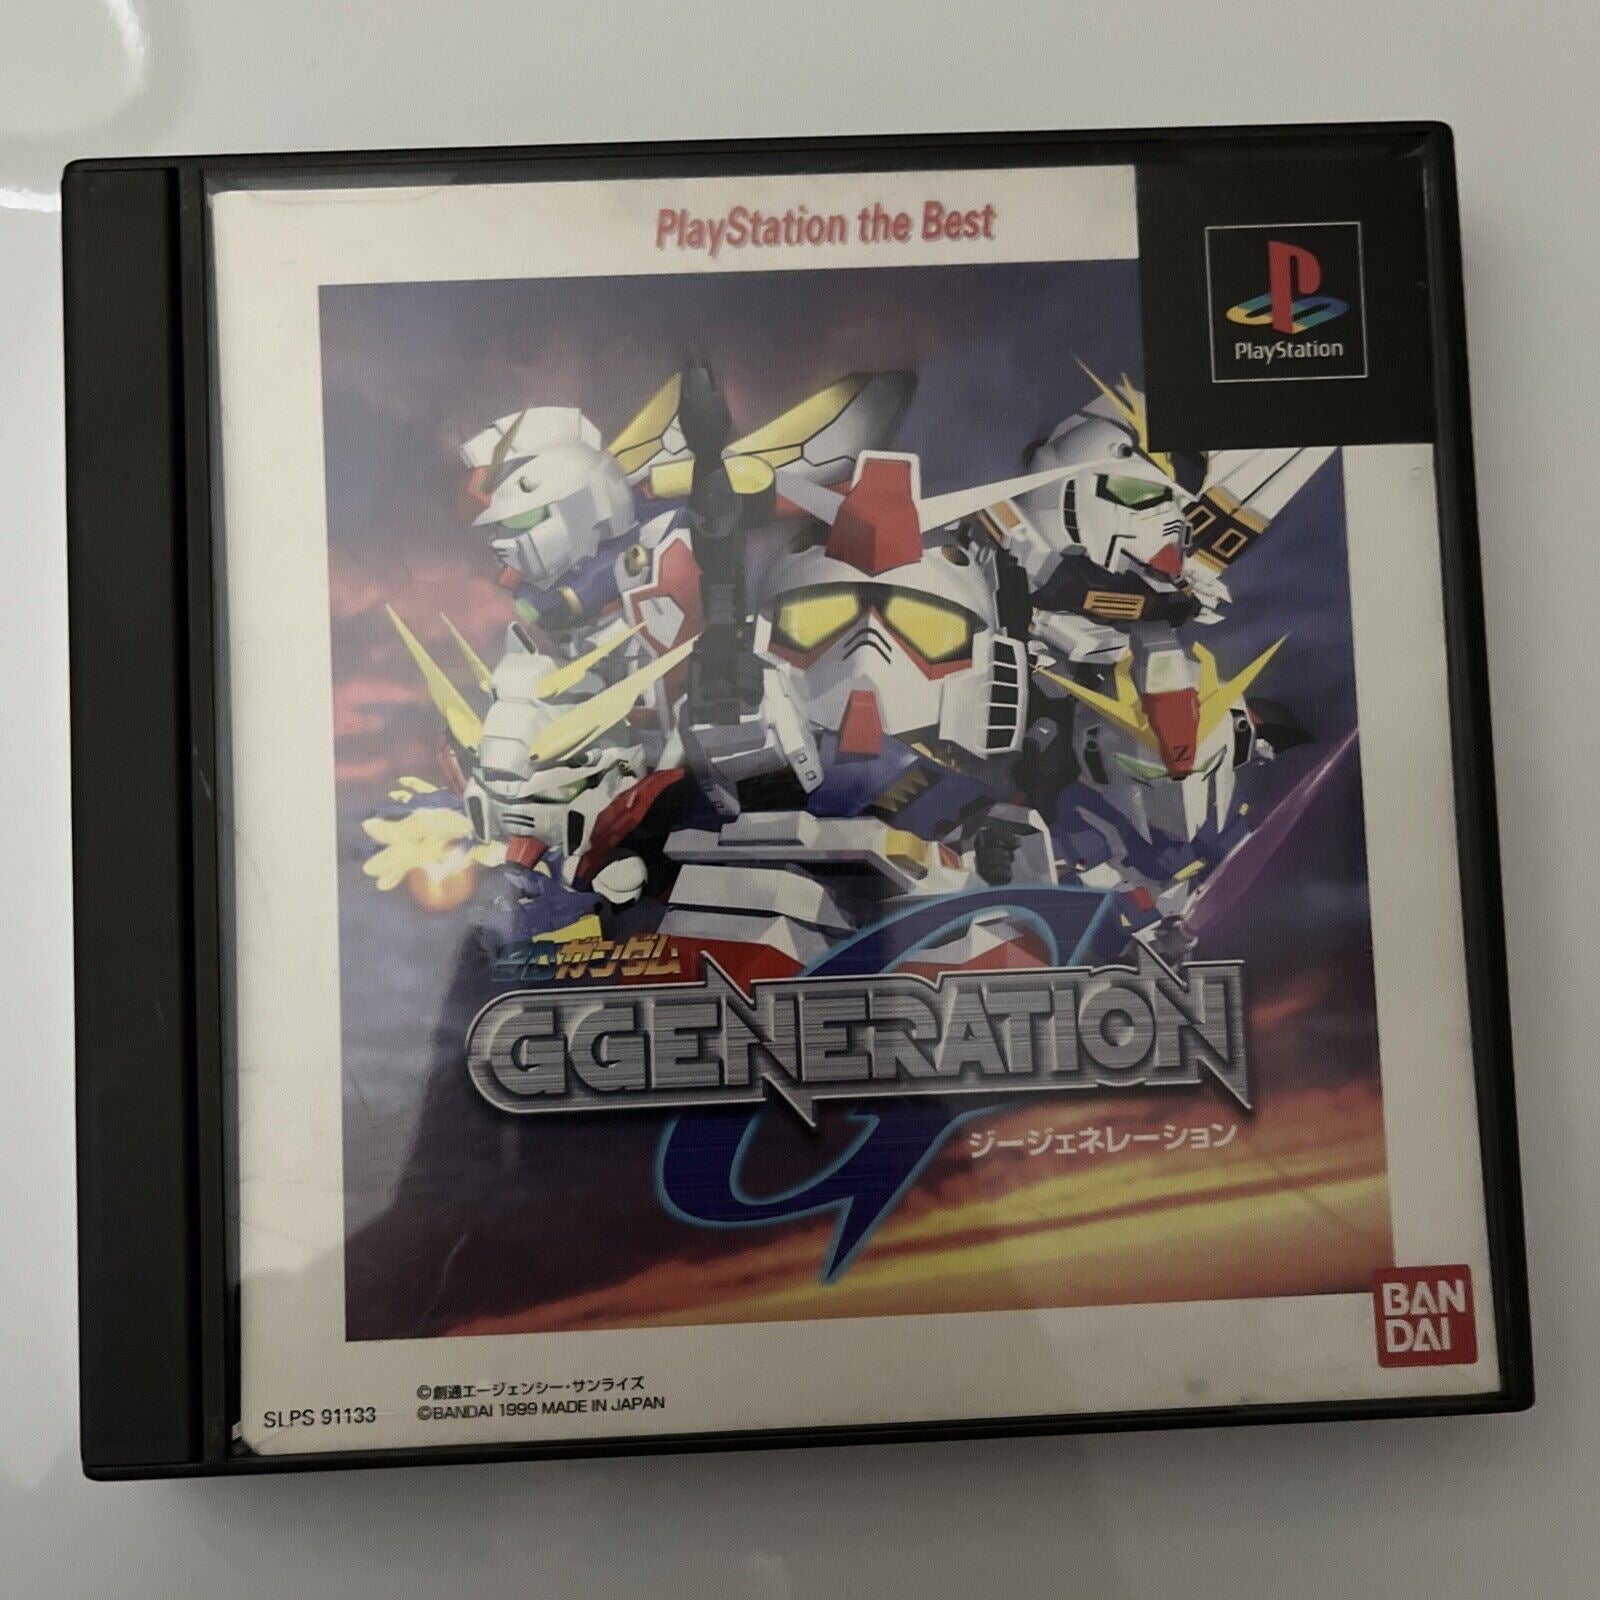 PlayStation the Best
PlayStation
Z
SDガンダム
GGENERATION
ジージェネレーション
BAN
DAI
©創通エージェンシー・サンライズ
SLPS 91133
©BANDAI 1999 MADE IN JAPAN